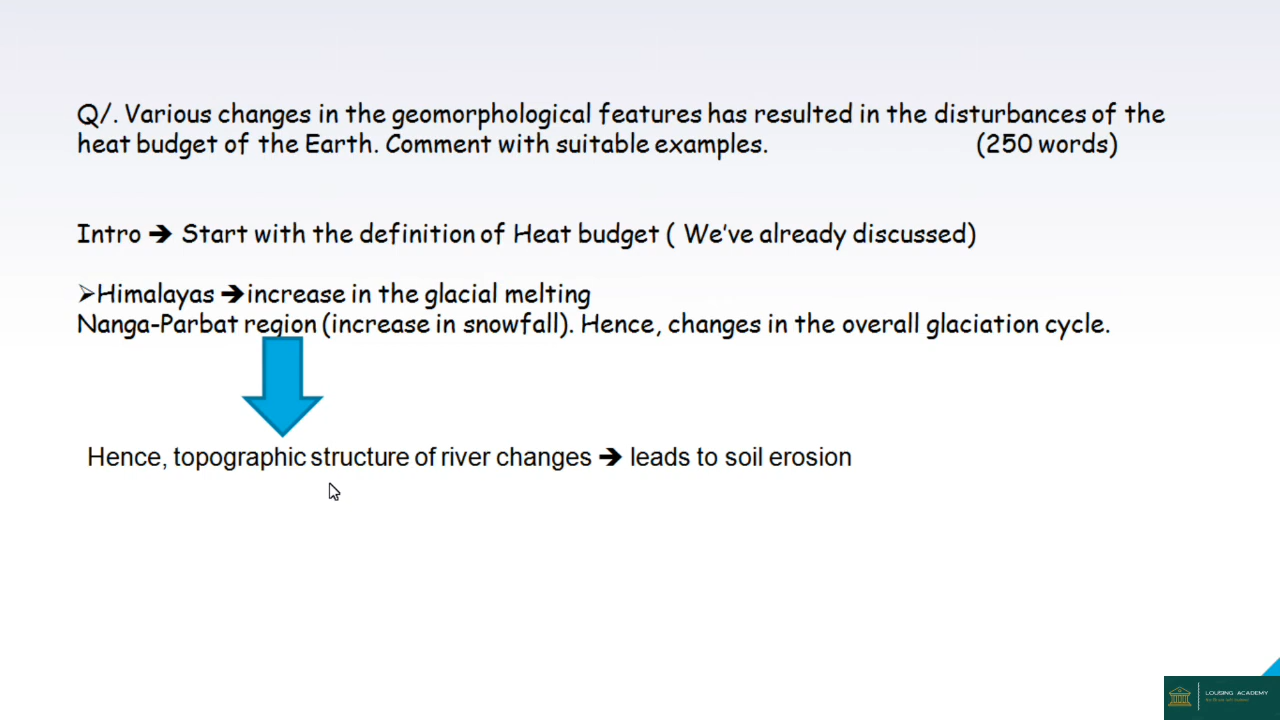 Q/. Various changes in the geomorphological features has resulted in the disturbances of the
heat budget of the Earth. Comment with suitable examples. (250 words)
Intro ➔ Start with the definition of Heat budget ( We've already discussed)
➢Himalayas ➔increase in the glacial melting
Nanga-Parbat region (increase in snowfall). Hence, changes in the overall glaciation cycle.
Hence, topographic structure of river changes ➔ leads to soil erosion
LOUSING ACADEMY